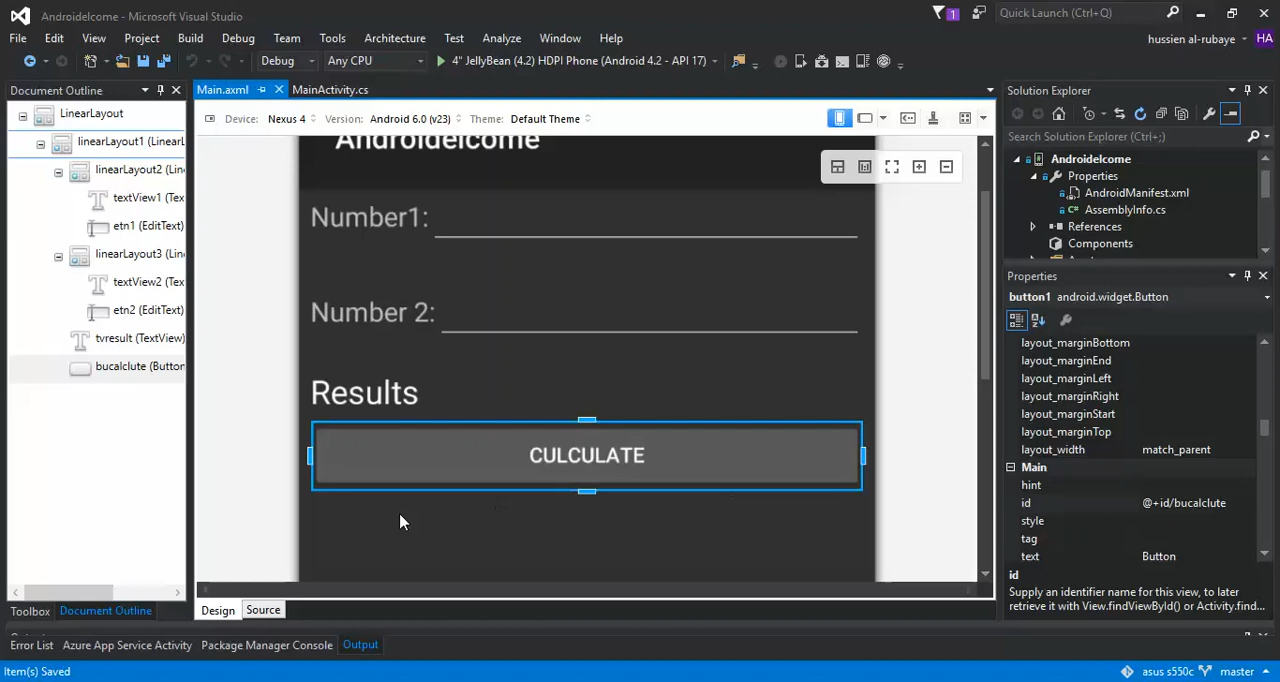 Androidelcome - Microsoft Visual Studio
1
Quick Launch (Ctrl+;)
File Edit View Project Build Debug Team Tools Architecture Test Analyze Window Help
hussien al-rubaye
HA
Debug
Any CPU
4" JellyBean (4.2) HDPI Phone (Android 4.2 - API 17)
Document Outline
LinearLayout
linearLayout1 (LinearL
linearLayout2 (Lin
textView1 (Tex
etn1 (EditText)
linearLayout3 (Lin
textView2 (Tex
etn2 (EditText)
tvresult (TextView)
bucalclute (Button
Toolbox
Document Outline
Main.axml
MainActivity.cs
Device: Nexus 4
Version: Android 6.0 (v23)
Theme: Default Theme
Androidelcome
Number1:
Number 2:
Results
CULCULATE
Design
Source
Solution Explorer
Search Solution Explorer (Ctrl+;)
Androidelcome
Properties
AndroidManifest.xml
AssemblyInfo.cs
References
Components
Properties
button1 android.widget.Button
layout_marginBottom
layout_marginEnd
layout_marginLeft
layout_marginRight
layout_marginStart
layout_marginTop
layout_width match_parent
Main
hint
id @+id/bucalclute
style
tag
text Button
id
Supply an identifier name for this view, to later
retrieve it with View.findViewById() or Activity.find...
Error List
Azure App Service Activity
Package Manager Console
Output
Item(s) Saved
asus s550c
master